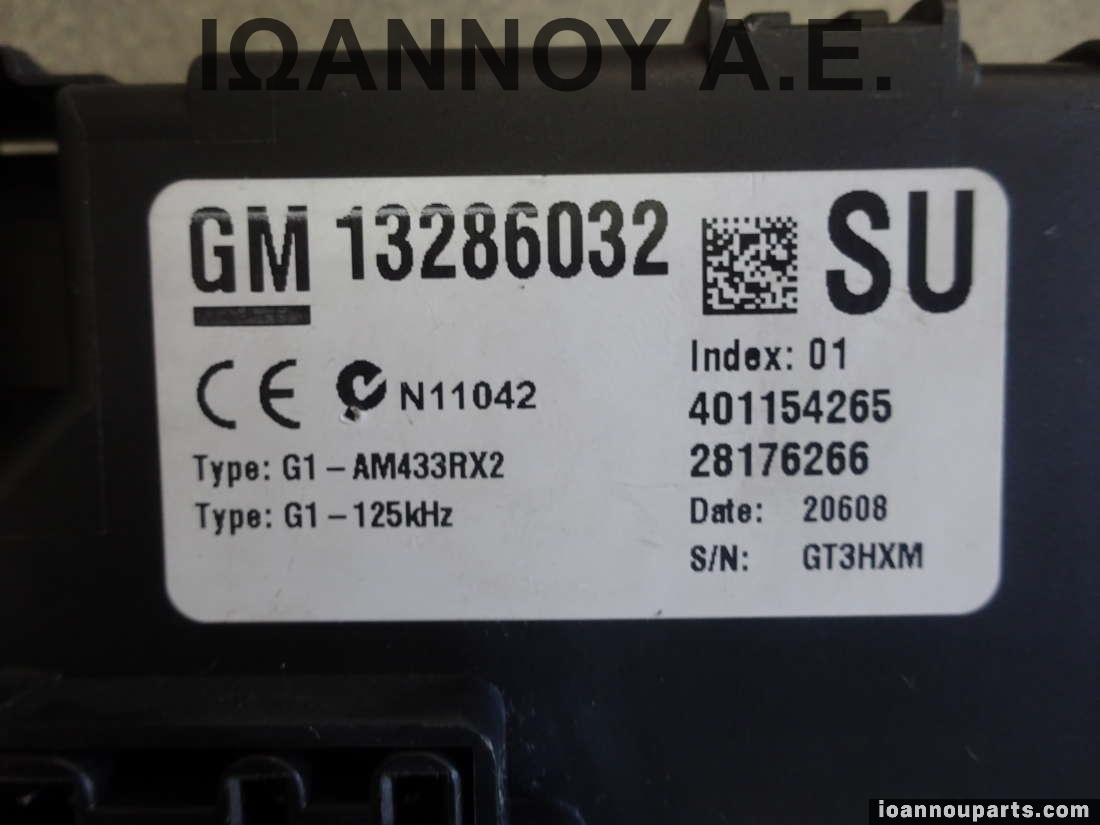 ΙΩΑΝΝΟΥ Α.Ε.
GM 13286032 SU
CE N11042
Type: G1-AM433RX2
Type: G1-125kHz
Index: 01
401154265
28176266
Date: 20608
S/N: GT3HXM
ioannouparts.com